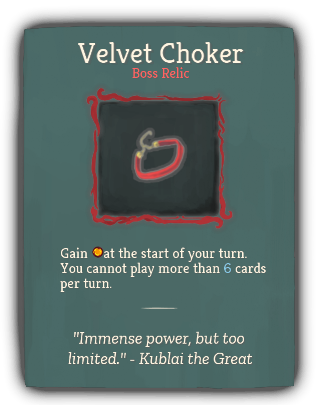 Velvet Choker
Boss Relic
Gain at the start of your turn.
You cannot play more than 6 cards
per turn.
"Immense power, but too
limited." - Kublai the Great